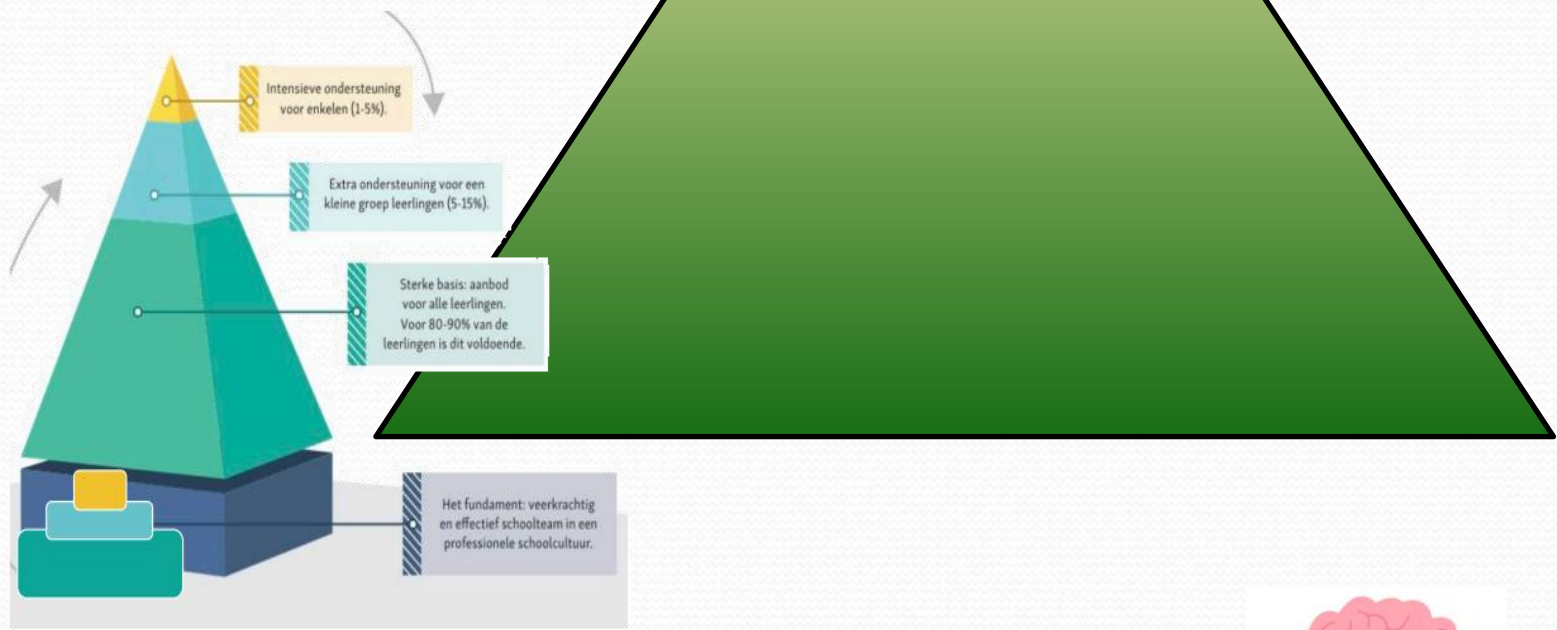 Intensieve ondersteuning
voor enkelen (1-5%).
Extra ondersteuning voor een
kleine groep leerlingen (5-15%).
Sterke basis: aanbod
voor alle leerlingen.
Voor 80-90% van de
leerlingen is dit voldoende.
Het fundament: veerkrachtig
en effectief schoolteam in een
professionele schoolcultuur.